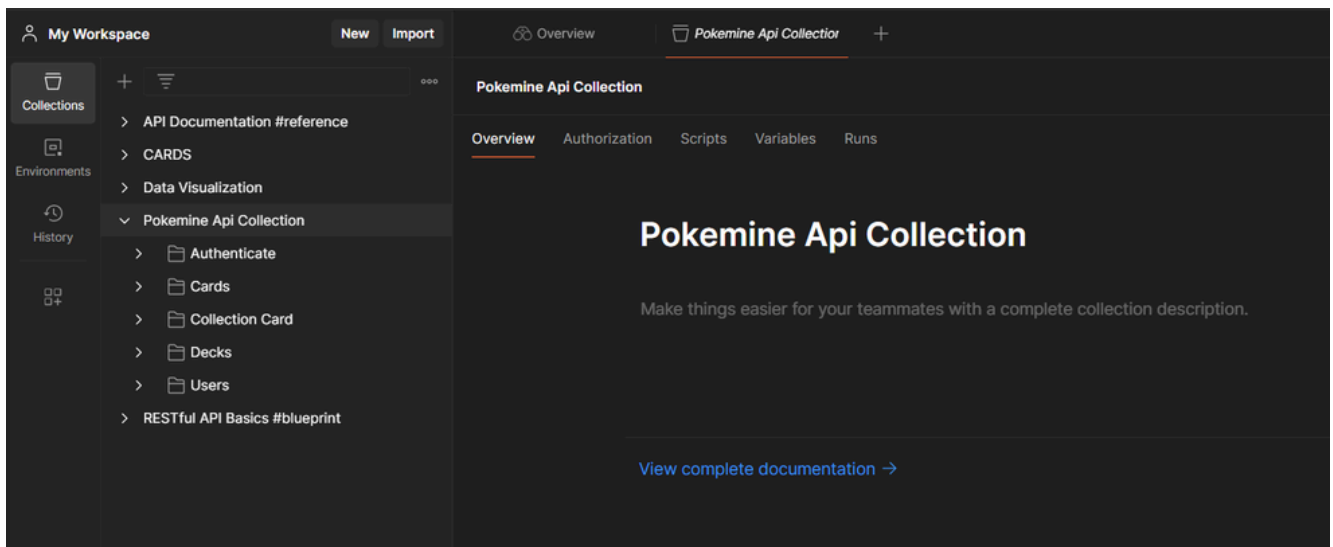 My Workspace
New
Import
Overview
Pokemine Api Collection
Collections
Environments
History
API Documentation #reference
CARDS
Data Visualization
Pokemine Api Collection
Authenticate
Cards
Collection Card
Decks
Users
RESTful API Basics #blueprint
Pokemine Api Collection
Overview Authorization Scripts Variables Runs
Pokemine Api Collection
Make things easier for your teammates with a complete collection description.
View complete documentation →